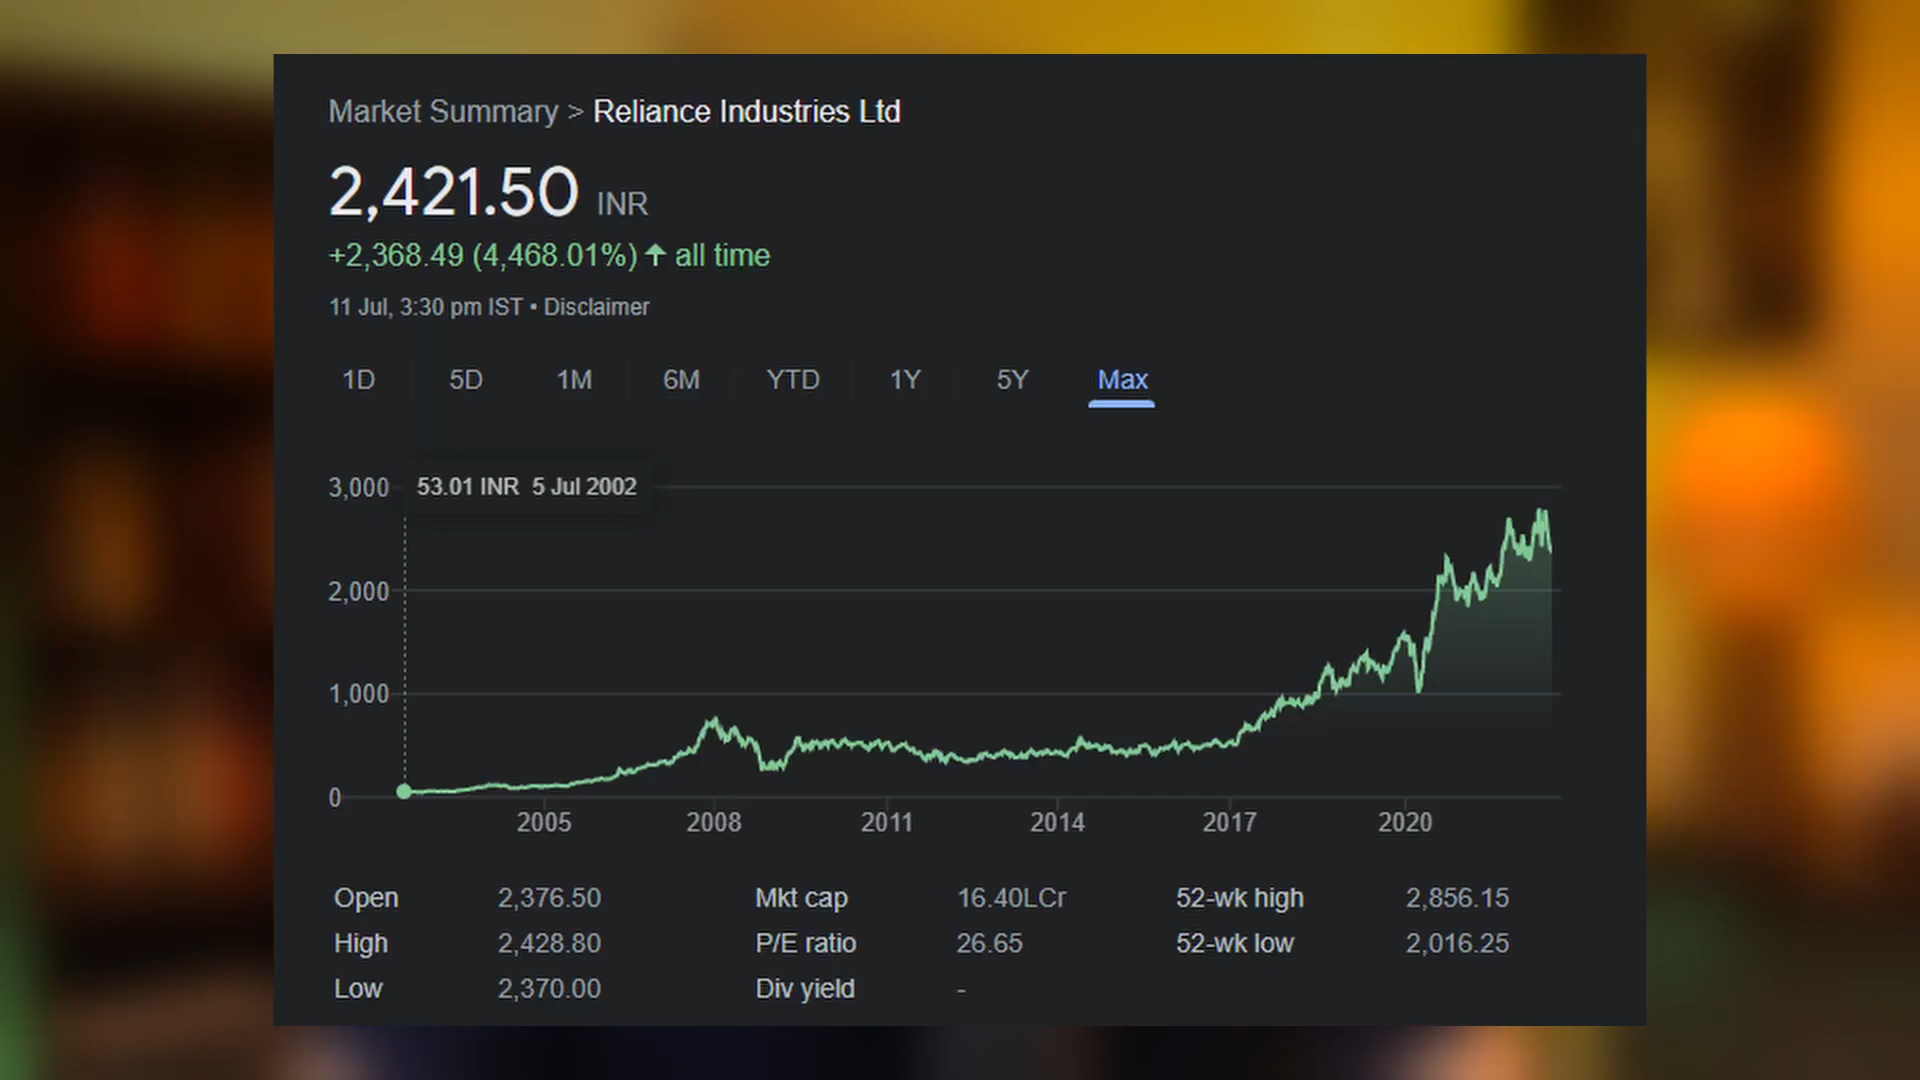 Market Summary > Reliance Industries Ltd
2,421.50 INR
+2,368.49 (4,468.01%) ↑ all time
11 Jul, 3:30 pm IST • Disclaimer
1D 5D 1M 6M YTD 1Y 5Y Max
53.01 INR 5 Jul 2002
3,000
2,000
1,000
0
2005 2008 2011 2014 2017 2020
Open 2,376.50 Mkt cap 16.40LCr 52-wk high 2,856.15
High 2,428.80 P/E ratio 26.65 52-wk low 2,016.25
Low 2,370.00 Div yield -